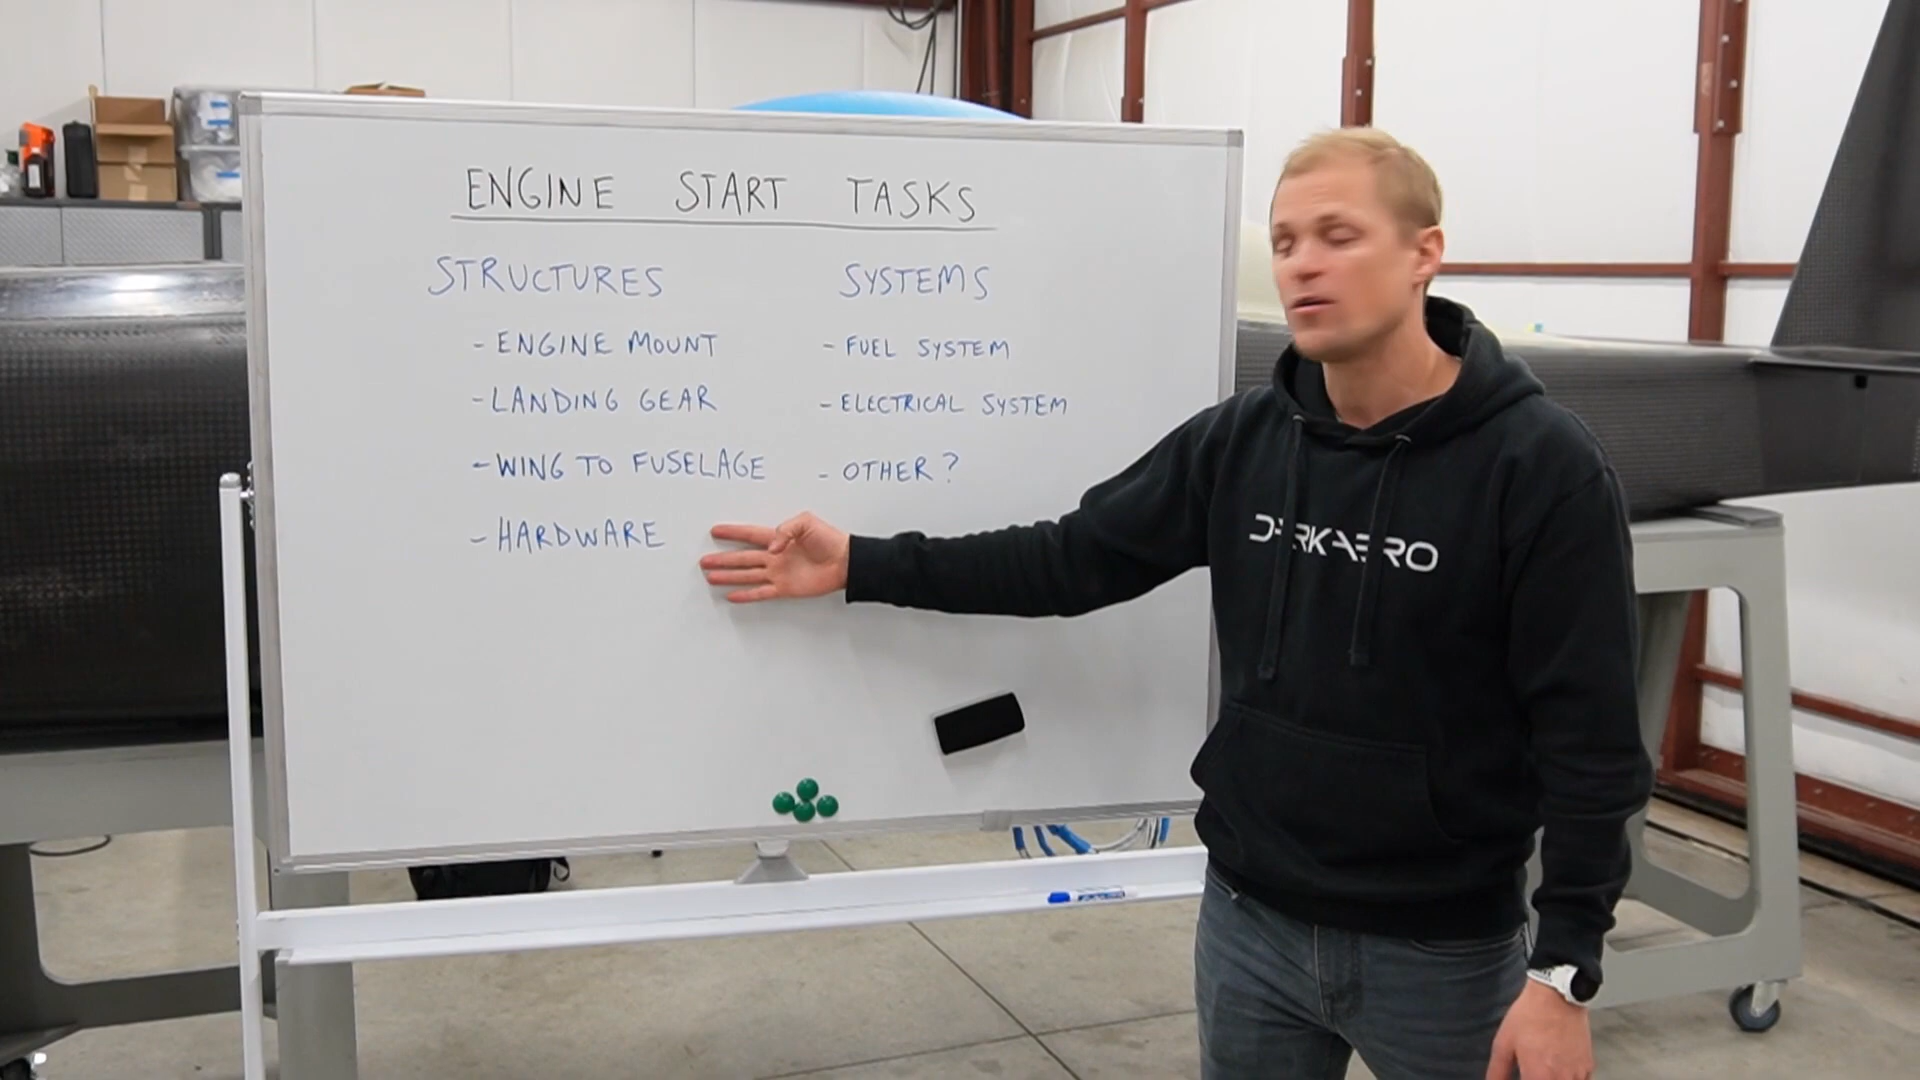 ENGINE START TASKS
STRUCTURES
- ENGINE MOUNT
- LANDING GEAR
- WING TO FUSELAGE
- HARDWARE
SYSTEMS
- FUEL SYSTEM
- ELECTRICAL SYSTEM
- OTHER?
DARKAERO